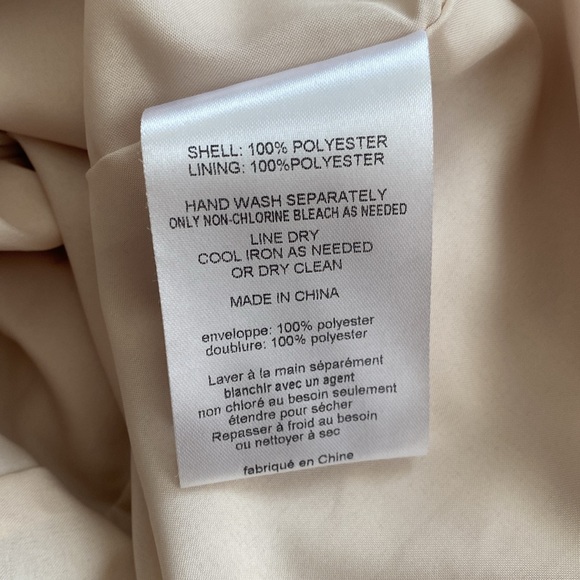 SHELL: 100% POLYESTER
LINING: 100%POLYESTER
HAND WASH SEPARATELY
ONLY NON-CHLORINE BLEACH AS NEEDED
LINE DRY
COOL IRON AS NEEDED
OR DRY CLEAN
MADE IN CHINA
enveloppe: 100% polyester
doublure: 100% polyester
Laver à la main séparément
blanchir avec un agent
non chloré au besoin seulement
étendre pour sécher
Repasser à froid au besoin
ou nettoyer à sec
fabriqué en Chine